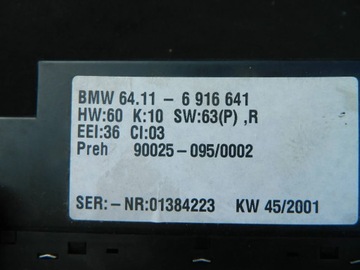 BMW 64.11 - 6 916 641
HW:60 K:10 SW:63(P) ,R
EEI:36 CI:03
Preh 90025-095/0002
SER:-NR:01384223 KW 45/2001